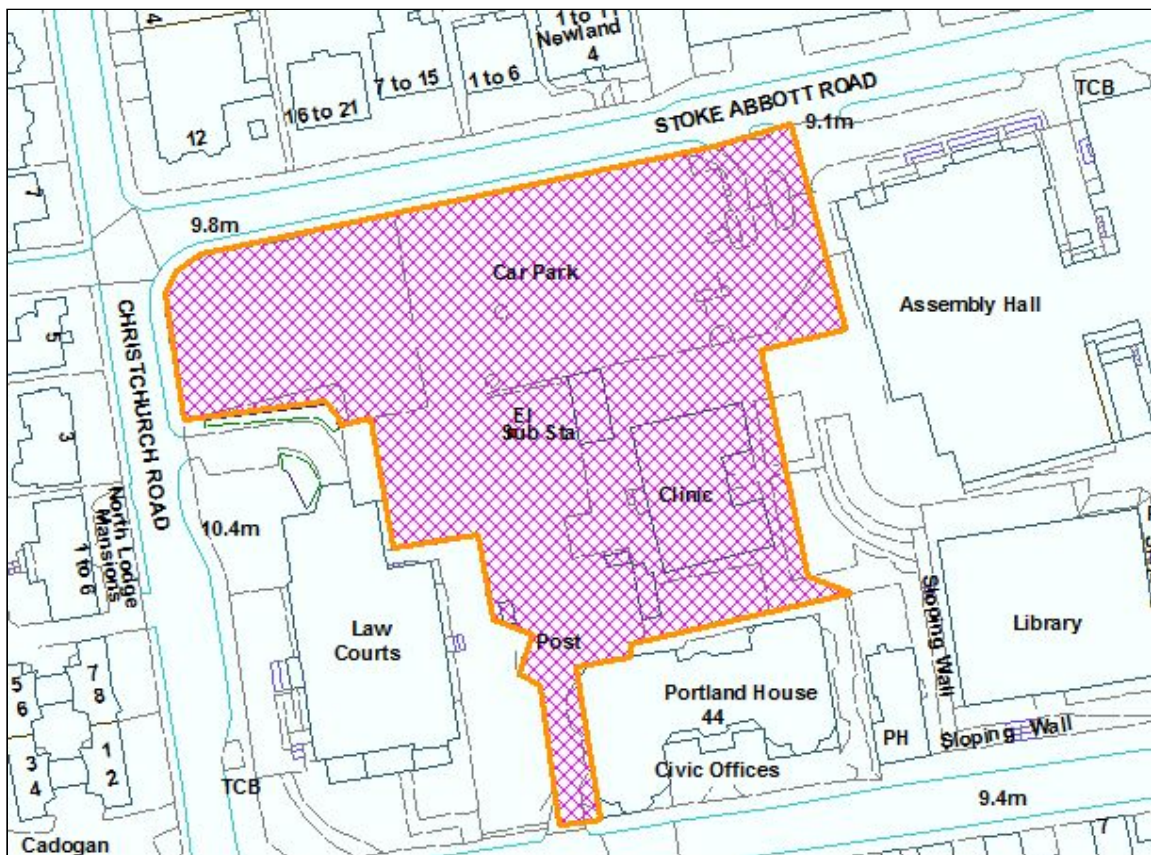 4
1 to 11
Newland
4
7 to 15
1 to 6
16 to 21
12
STOKE ABBOTT ROAD
TCB
9.1m
7
9.8m
Car Park
Assembly Hall
CHRISTCHURCH ROAD
5
3
El
Sub Sta
Clinic
North Lodge
Mansions
1 to 6
10.4m
Law
Courts
Post
Sloping Wall
Library
Portland House
44
PH
Sloping Wall
Civic Offices
5
6
7
8
3
4
1
2
TCB
9.4m
7
Cadogan